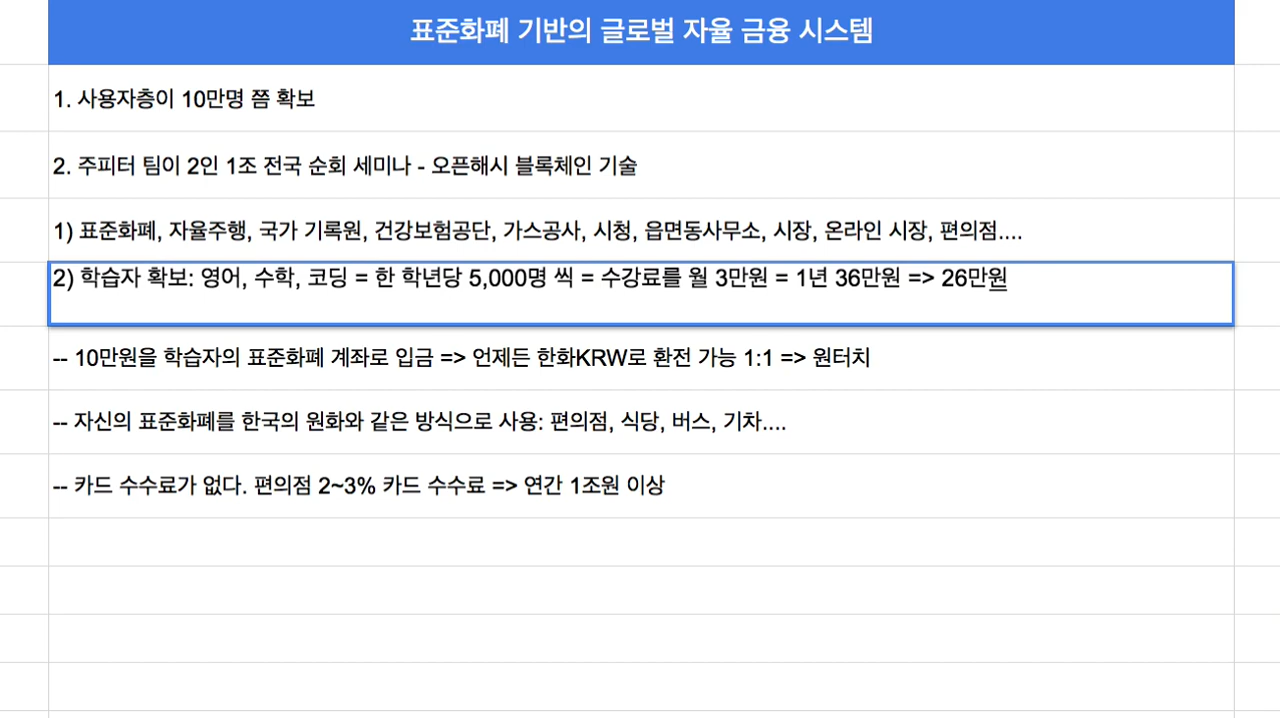 표준화폐 기반의 글로벌 자율 금융 시스템
1. 사용자층이 10만명 쯤 확보
2. 주피터 팀이 2인 1조 전국 순회 세미나 - 오픈해시 블록체인 기술
1) 표준화폐, 자율주행, 국가 기록원, 건강보험공단, 가스공사, 시청, 읍면동사무소, 시장, 온라인 시장, 편의점....
2) 학습자 확보: 영어, 수학, 코딩 = 한 학년당 5,000명 씩 = 수강료를 월 3만원 = 1년 36만원 => 26만원
-- 10만원을 학습자의 표준화폐 계좌로 입금 => 언제든 한화KRW로 환전 가능 1:1 => 원터치
-- 자신의 표준화폐를 한국의 원화와 같은 방식으로 사용: 편의점, 식당, 버스, 기차....
-- 카드 수수료가 없다. 편의점 2~3% 카드 수수료 => 연간 1조원 이상